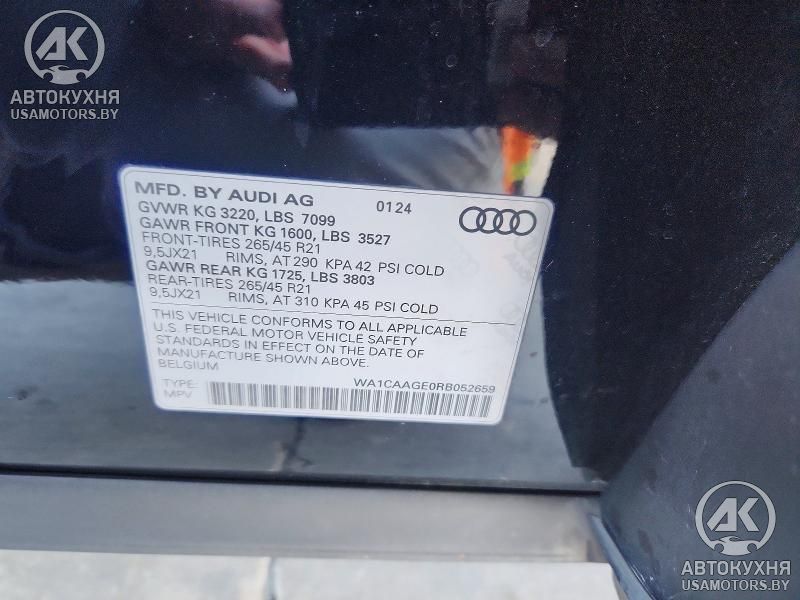 АК
АВТОКУХНЯ
USAMOTORS.BY
MFD. BY AUDI AG 0124
GVWR KG 3220, LBS 7099
GAWR FRONT KG 1600, LBS 3527
FRONT-TIRES 265/45 R21
9,5JX21 RIMS, AT 290 KPA 42 PSI COLD
GAWR REAR KG 1725, LBS 3803
REAR-TIRES 265/45 R21
9,5JX21 RIMS, AT 310 KPA 45 PSI COLD
THIS VEHICLE CONFORMS TO ALL APPLICABLE
U.S. FEDERAL MOTOR VEHICLE SAFETY
STANDARDS IN EFFECT ON THE DATE OF
MANUFACTURE SHOWN ABOVE.
BELGIUM
WA1CAAGE0RB052659
TYPE:
MPV
АК
АВТОКУХНЯ
USAMOTORS.BY